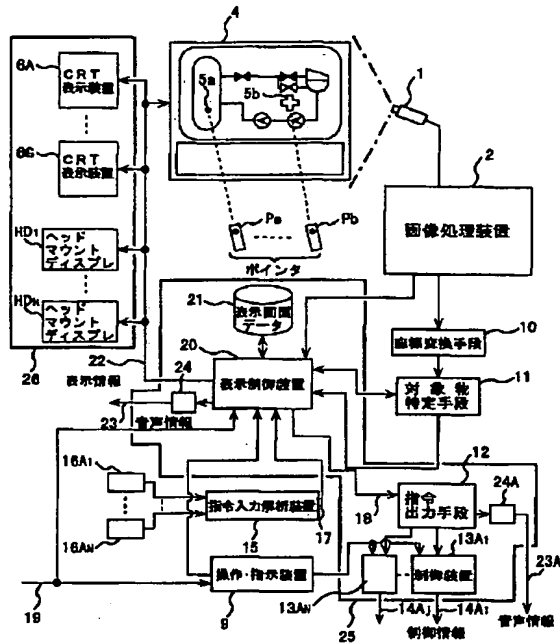 4
6A
CRT
表示装置
5a
5b
1
6G
CRT
表示装置
2
画像処理装置
Pa
Pb
ポインタ
HD1
ヘッド
マウント
ディスプレ
21
表示画面
データ
10
座標変換手段
HDK
ヘッド
マウント
ディスプレ
20
表示制御装置
26
22
表示情報
24
11
対象物
特定手段
23
音声情報
12
指令
出力手段
24A
16A1
18
指令入力解析装置
15
17
16AN
13A1
制御装置
23A
操作・指示装置
9
13AN
19
25
14Aj
14A1
制御情報
音声情報